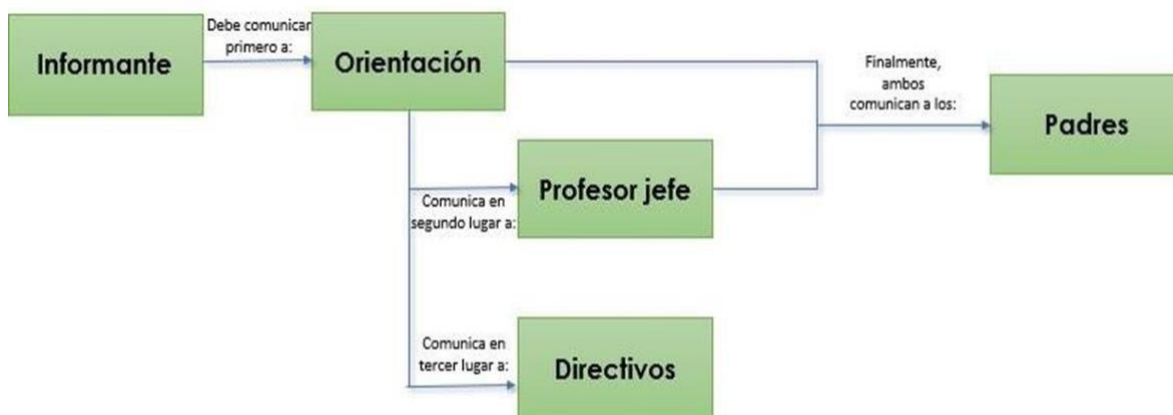 Informante
Debe comunicar
primero a:
Orientación
Comunica en
segundo lugar a:
Profesor jefe
Comunica en
tercer lugar a:
Directivos
Finalmente,
ambos
comunican a los:
Padres